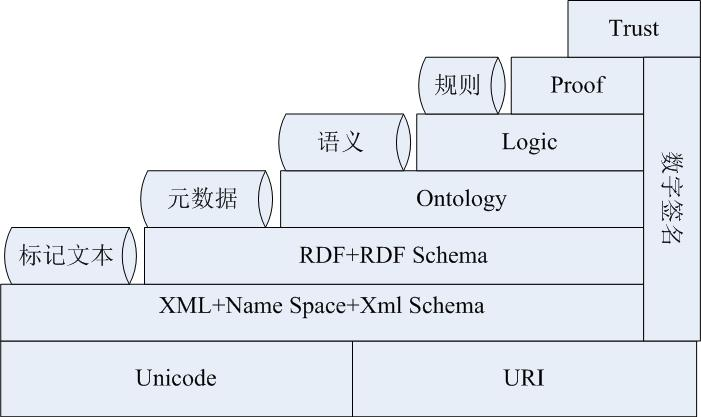 Trust
规则
Proof
语义
Logic
数字签名
元数据
Ontology
标记文本
RDF+RDF Schema
XML+Name Space+Xml Schema
Unicode
URI